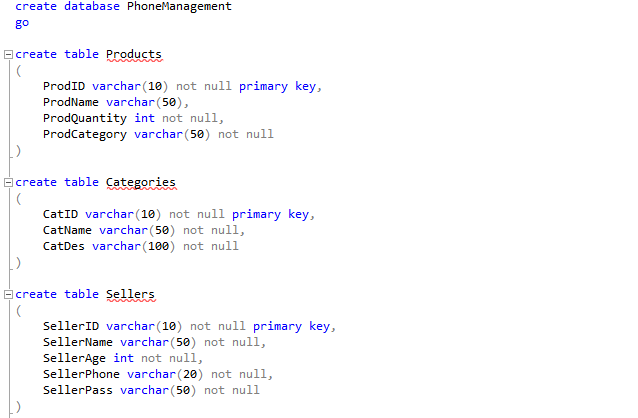 create database PhoneManagement
go
create table Products
(
ProdID varchar(10) not null primary key,
ProdName varchar(50),
ProdQuantity int not null,
ProdCategory varchar(50) not null
)
create table Categories
(
CatID varchar(10) not null primary key,
CatName varchar(50) not null,
CatDes varchar(100) not null
)
create table Sellers
(
SellerID varchar(10) not null primary key,
SellerName varchar(50) not null,
SellerAge int not null,
SellerPhone varchar(20) not null,
SellerPass varchar(50) not null
)